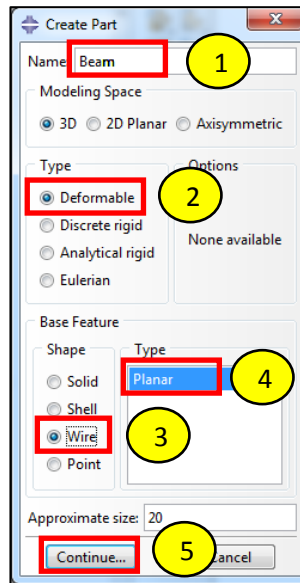 Create Part
Name: Beam
1
Modeling Space
3D 2D Planar Axisymmetric
Type
Options
Deformable
2
Discrete rigid
Analytical rigid
Eulerian
None available
Base Feature
Shape
Type
Solid
Shell
Wire
Point
3
Planar
4
Approximate size: 20
Continue...
5
Cancel